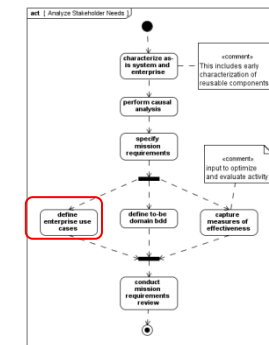 act [ Analyze Stakeholder Needs ]
characterize as-
is system and
enterprise
«comment»
This includes early
characterization of
reusable components
perform causal
analysis
specify
mission
requirements
«comment»
input to optimize
and evaluate activity
define
enterprise use
cases
define to-be
domain bdd
capture
measures of
effectiveness
conduct
mission
requirements
review